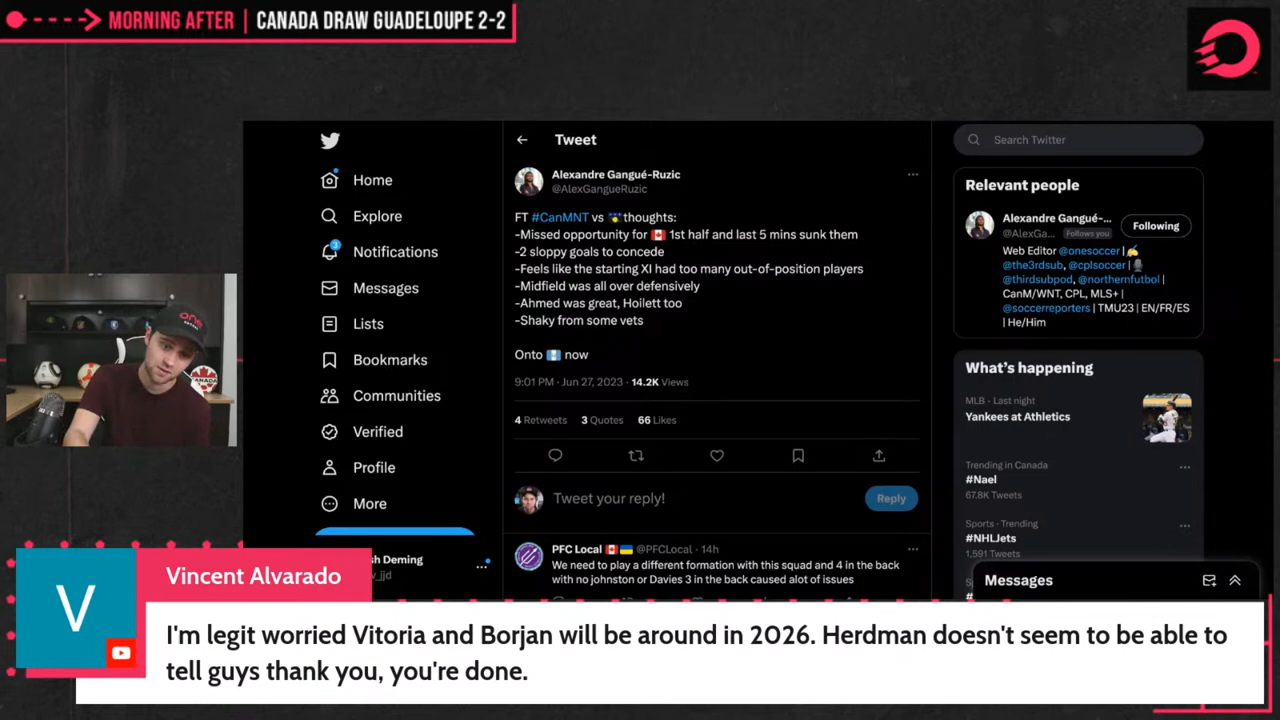 MORNING AFTER | CANADA DRAW GUADELOUPE 2-2
Home
Explore
3
Notifications
Messages
Lists
Bookmarks
Communities
Verified
Profile
More
sh Deming
v_jjd
Tweet
Alexandre Gangué-Ruzic
@AlexGangueRuzic
FT #CanMNT vs thoughts:
-Missed opportunity for 1st half and last 5 mins sunk them
-2 sloppy goals to concede
-Feels like the starting XI had too many out-of-position players
-Midfield was all over defensively
-Ahmed was great, Hoilett too
-Shaky from some vets
Onto now
9:01 PM · Jun 27, 2023 · 14.2K Views
4 Retweets 3 Quotes 66 Likes
Tweet your reply!
Reply
PFC Local @PFCLocal · 14h
We need to play a different formation with this squad and 4 in the back
with no johnston or Davies 3 in the back caused alot of issues
Search Twitter
Relevant people
Alexandre Gangué-...
@AlexGa... Follows you
Following
Web Editor @onesoccer |
@the3rdsub, @cplsoccer |
@thirdsubpod, @northernfutbol |
CanM/WNT, CPL, MLS+ |
@soccerreporters | TMU23 | EN/FR/ES
| He/Him
What's happening
MLB · Last night
Yankees at Athletics
Trending in Canada
#Nael
67.8K Tweets
Sports · Trending
#NHLJets
1,591 Tweets
Messages
V
Vincent Alvarado
I'm legit worried Vitoria and Borjan will be around in 2026. Herdman doesn't seem to be able to
tell guys thank you, you're done.
one
CANADA